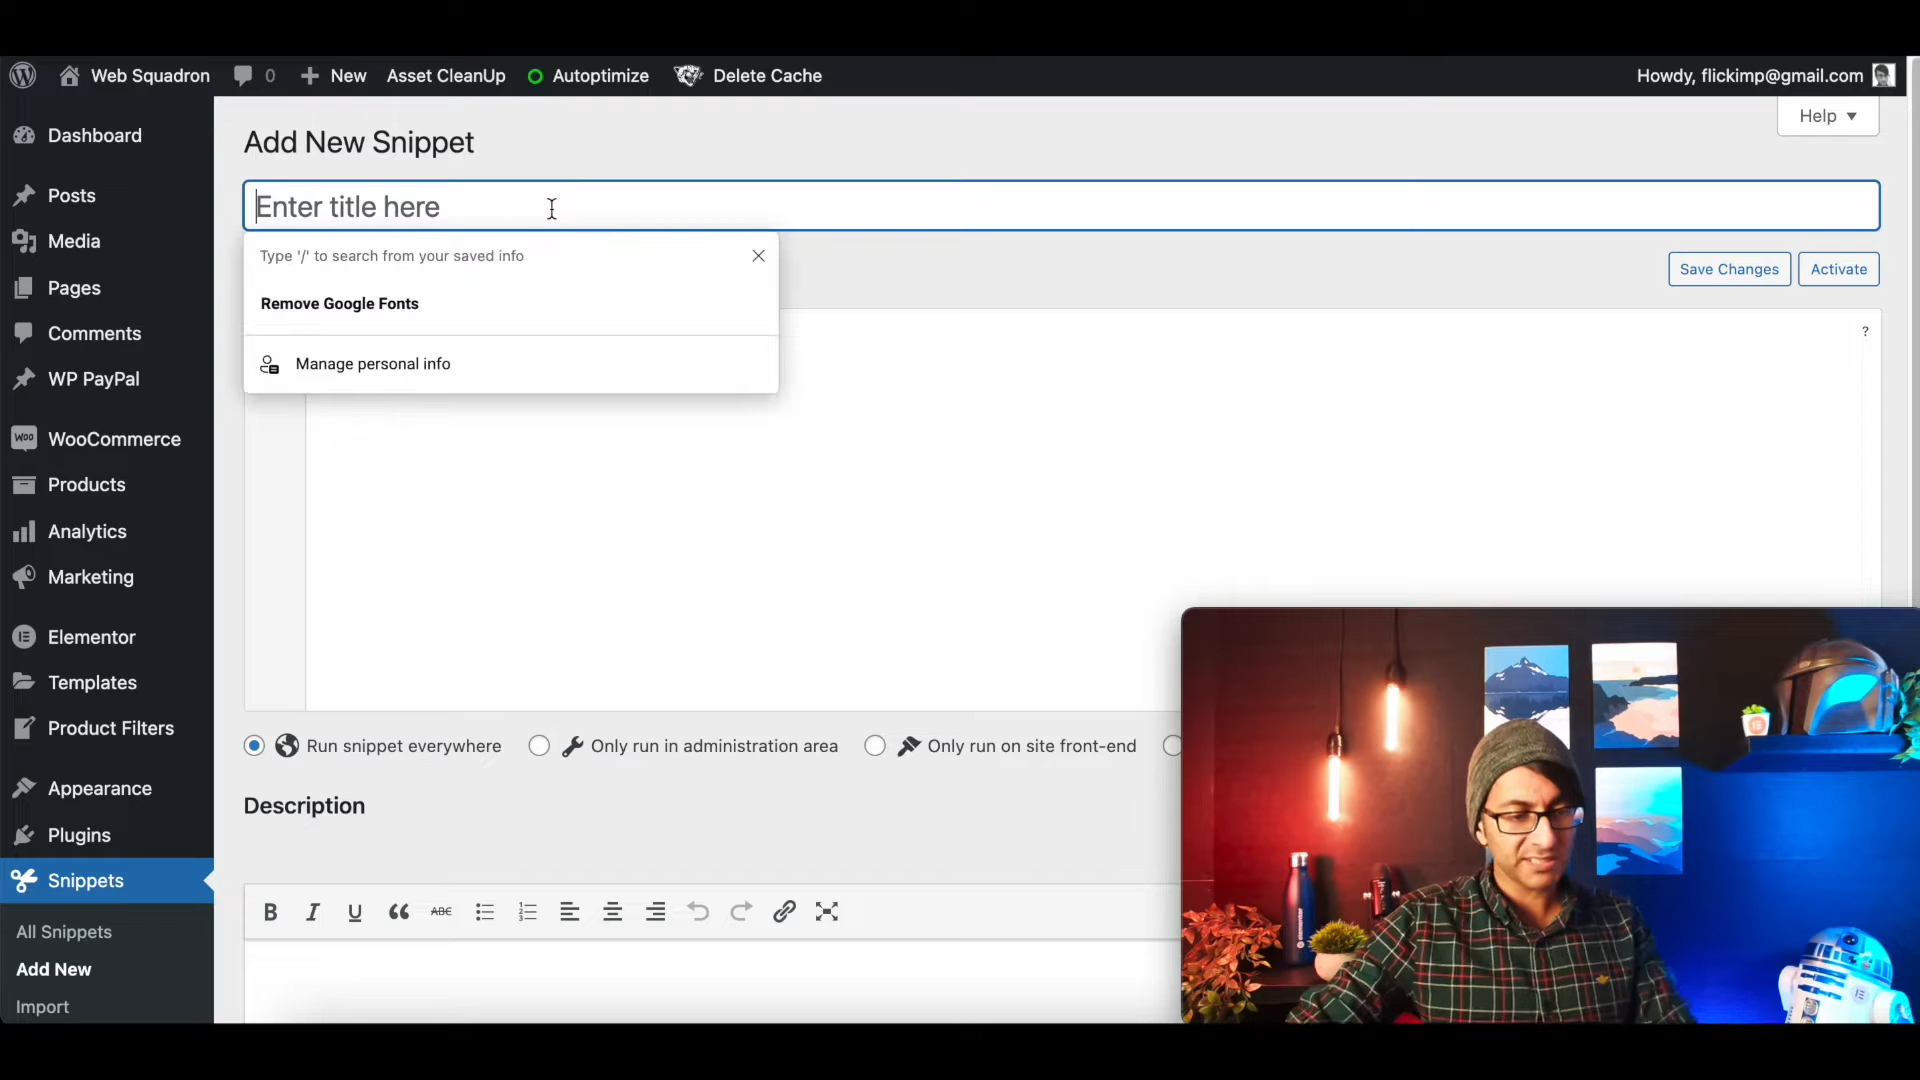 Web Squadron
0
New
Asset CleanUp
Autoptimize
Delete Cache
Howdy, flickimp@gmail.com
Help
Dashboard
Posts
Media
Pages
Comments
WP PayPal
WooCommerce
Products
Analytics
Marketing
Elementor
Templates
Product Filters
Appearance
Plugins
Snippets
All Snippets
Add New
Import
Add New Snippet
Enter title here
Type '/' to search from your saved info
Remove Google Fonts
Manage personal info
Save Changes
Activate
?
Run snippet everywhere
Only run in administration area
Only run on site front-end
Description
B I U ABC